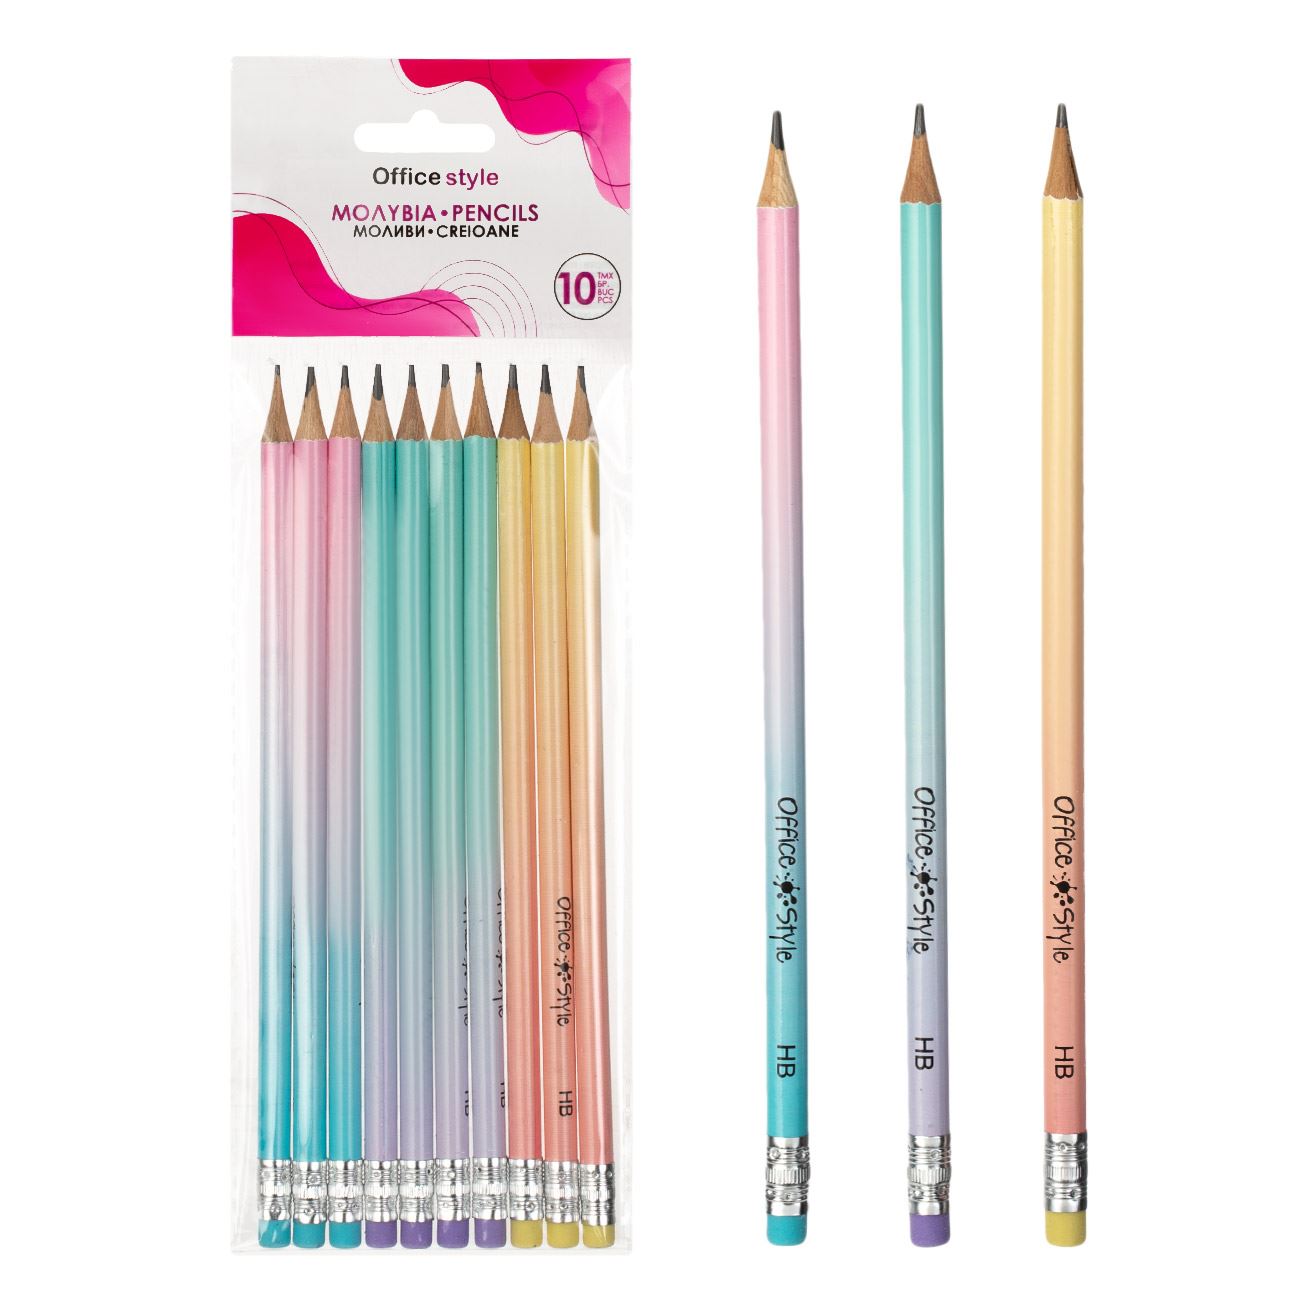 Office style
ΜΟΛΥΒΙΑ • PENCILS
МОЛИВИ • CREIOANE
10
ΤΜΧ
БР.
BUC
PCS
Office Style
HB
Office Style
HB
Office Style
HB
Office Style
HB